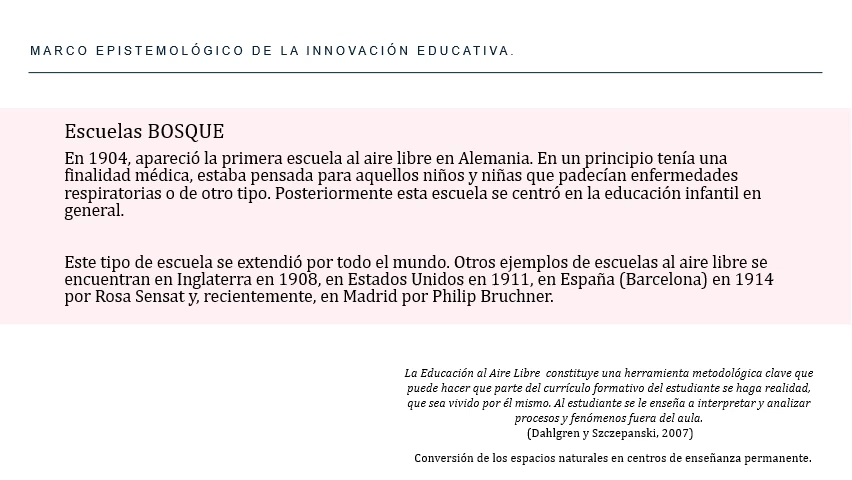 MARCO EPISTEMOLÓGICO DE LA INNOVACIÓN EDUCATIVA.
Escuelas BOSQUE
En 1904, apareció la primera escuela al aire libre en Alemania. En un principio tenía una
finalidad médica, estaba pensada para aquellos niños y niñas que padecían enfermedades
respiratorias o de otro tipo. Posteriormente esta escuela se centró en la educación infantil en
general.
Este tipo de escuela se extendió por todo el mundo. Otros ejemplos de escuelas al aire libre se
encuentran en Inglaterra en 1908, en Estados Unidos en 1911, en España (Barcelona) en 1914
por Rosa Sensat y, recientemente, en Madrid por Philip Bruchner.
La Educación al Aire Libre constituye una herramienta metodológica clave que
puede hacer que parte del currículo formativo del estudiante se haga realidad,
que sea vivido por él mismo. Al estudiante se le enseña a interpretar y analizar
procesos y fenómenos fuera del aula.
(Dahlgren y Szczepanski, 2007)
Conversión de los espacios naturales en centros de enseñanza permanente.